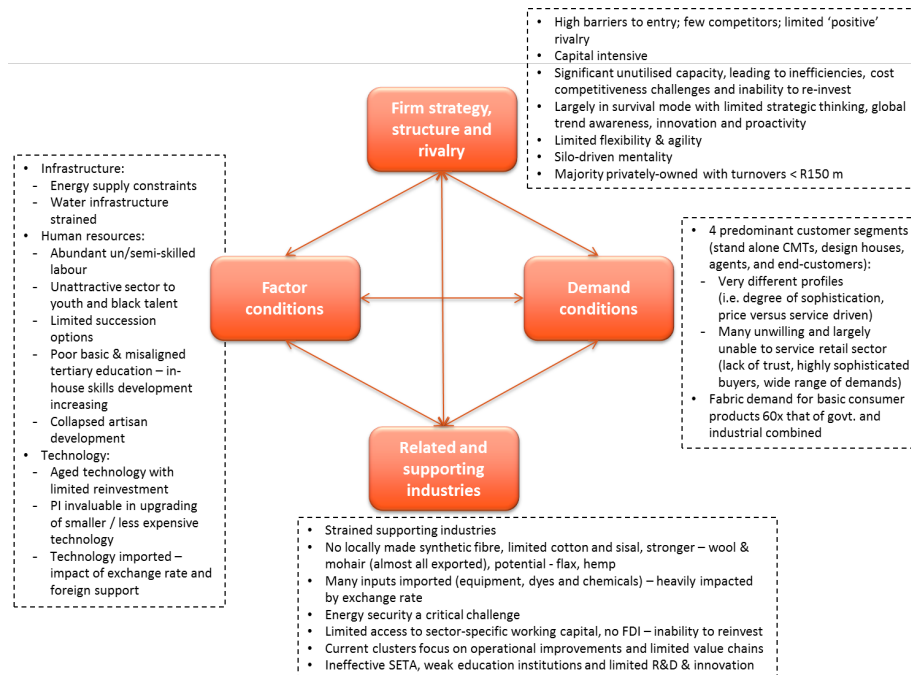 • High barriers to entry; few competitors; limited ‘positive’
rivalry
• Capital intensive
• Significant unutilised capacity, leading to inefficiencies, cost
competitiveness challenges and inability to re-invest
• Largely in survival mode with limited strategic thinking, global
trend awareness, innovation and proactivity
• Limited flexibility & agility
• Silo-driven mentality
• Majority privately-owned with turnovers < R150 m
Firm strategy,
structure and
rivalry
• Infrastructure:
- Energy supply constraints
- Water infrastructure
strained
• Human resources:
- Abundant un/semi-skilled
labour
- Unattractive sector to
youth and black talent
- Limited succession
options
- Poor basic & misaligned
tertiary education – in-
house skills development
increasing
- Collapsed artisan
development
• Technology:
- Aged technology with
limited reinvestment
- PI invaluable in upgrading
of smaller / less expensive
technology
- Technology imported –
impact of exchange rate and
foreign support
Factor
conditions
Demand
conditions
• 4 predominant customer segments
(stand alone CMTs, design houses,
agents, and end-customers):
- Very different profiles
(i.e. degree of sophistication,
price versus service driven)
- Many unwilling and largely
unable to service retail sector
(lack of trust, highly sophisticated
buyers, wide range of demands)
• Fabric demand for basic consumer
products 60x that of govt. and
industrial combined
Related and
supporting
industries
• Strained supporting industries
• No locally made synthetic fibre, limited cotton and sisal, stronger – wool &
mohair (almost all exported), potential - flax, hemp
• Many inputs imported (equipment, dyes and chemicals) – heavily impacted
by exchange rate
• Energy security a critical challenge
• Limited access to sector-specific working capital, no FDI – inability to reinvest
• Current clusters focus on operational improvements and limited value chains
• Ineffective SETA, weak education institutions and limited R&D & innovation